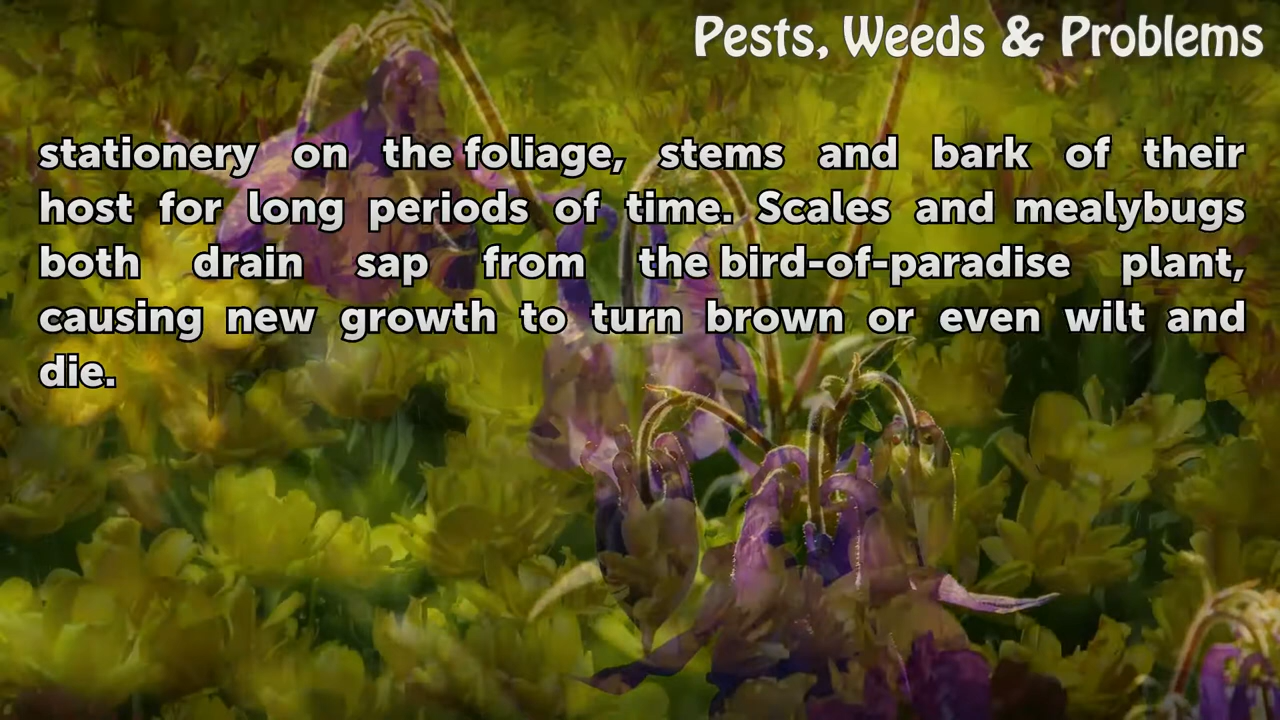 Pests, Weeds & Problems
stationery on the foliage, stems and bark of their
host for long periods of time. Scales and mealybugs
both drain sap from the bird-of-paradise plant,
causing new growth to turn brown or even wilt and
die.